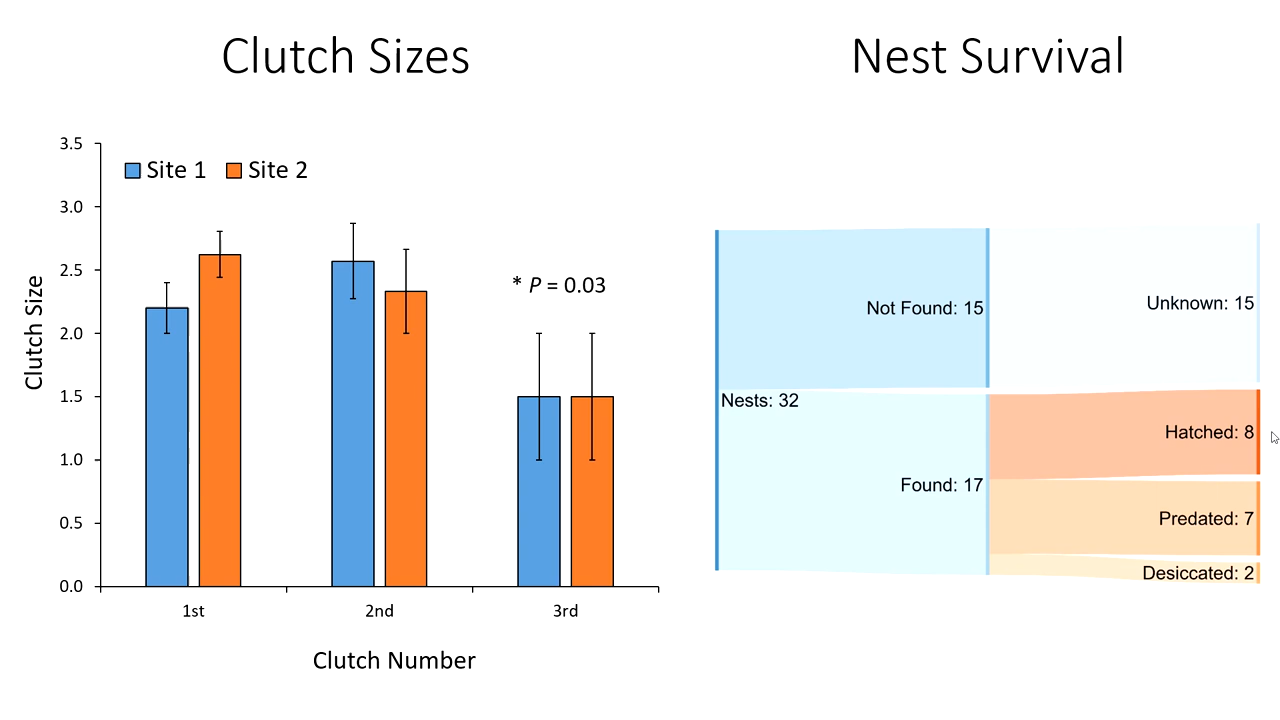 Clutch Sizes
3.5
3.0
2.5
2.0
1.5
1.0
0.5
0.0
Clutch Size
Site 1 Site 2
* P = 0.03
1st 2nd 3rd
Clutch Number
Nest Survival
Nests: 32
Not Found: 15
Found: 17
Unknown: 15
Hatched: 8
Predated: 7
Desiccated: 2